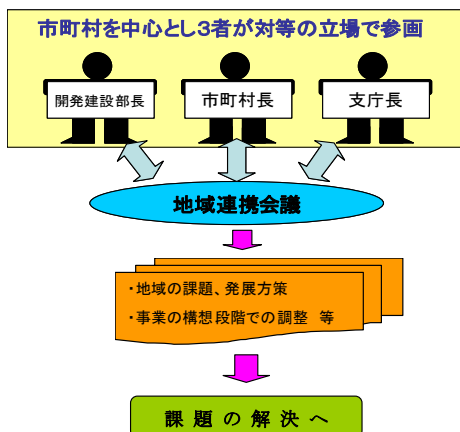 市町村を中心とし3者が対等の立場で参画
開発建設部長
市町村長
支庁長
地域連携会議
・地域の課題、発展方策
・事業の構想段階での調整 等
課題の解決へ